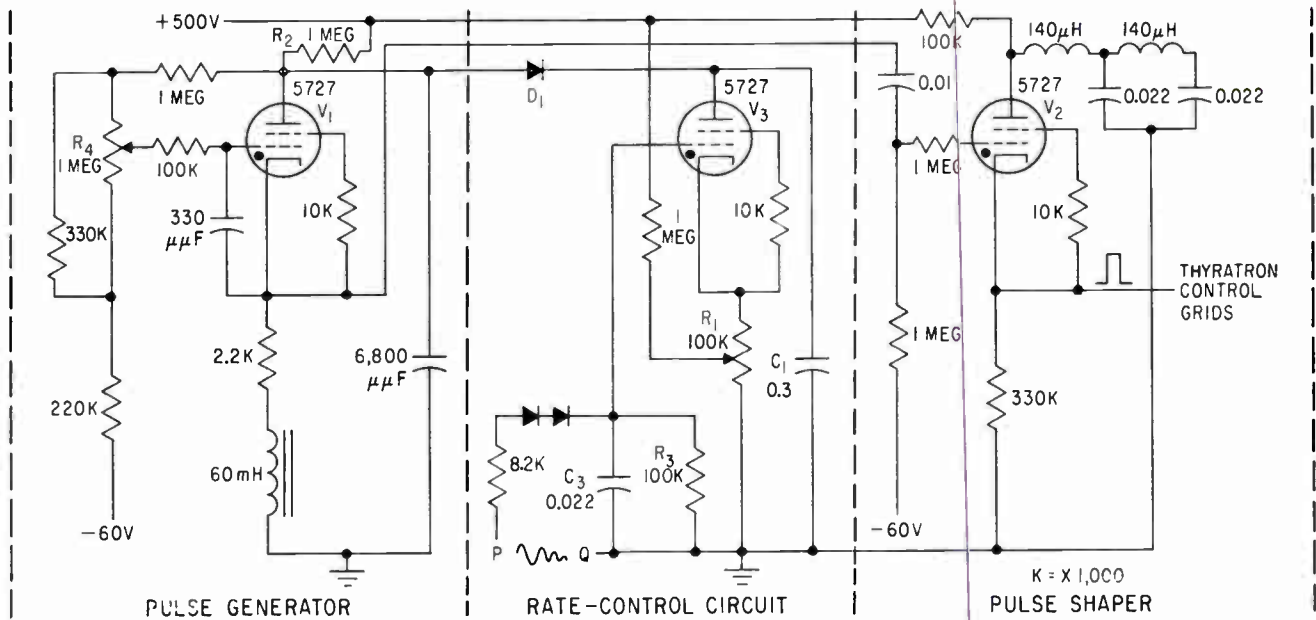 +500V
R2
1 MEG
1 MEG
5727
V1
R4
1 MEG
100K
330
μμF
10K
330K
2.2K
6,800
μμF
220K
60mH
-60V
PULSE GENERATOR
D1
5727
V3
1
MEG
10K
R1
100K
C1
0.3
8.2K
C3
0.022
R3
100K
P
Q
RATE-CONTROL CIRCUIT
100K
140μH
140μH
0.01
5727
V2
0.022
0.022
1 MEG
10K
THYRATRON
CONTROL
GRIDS
1 MEG
330K
-60V
K = X 1,000
PULSE SHAPER